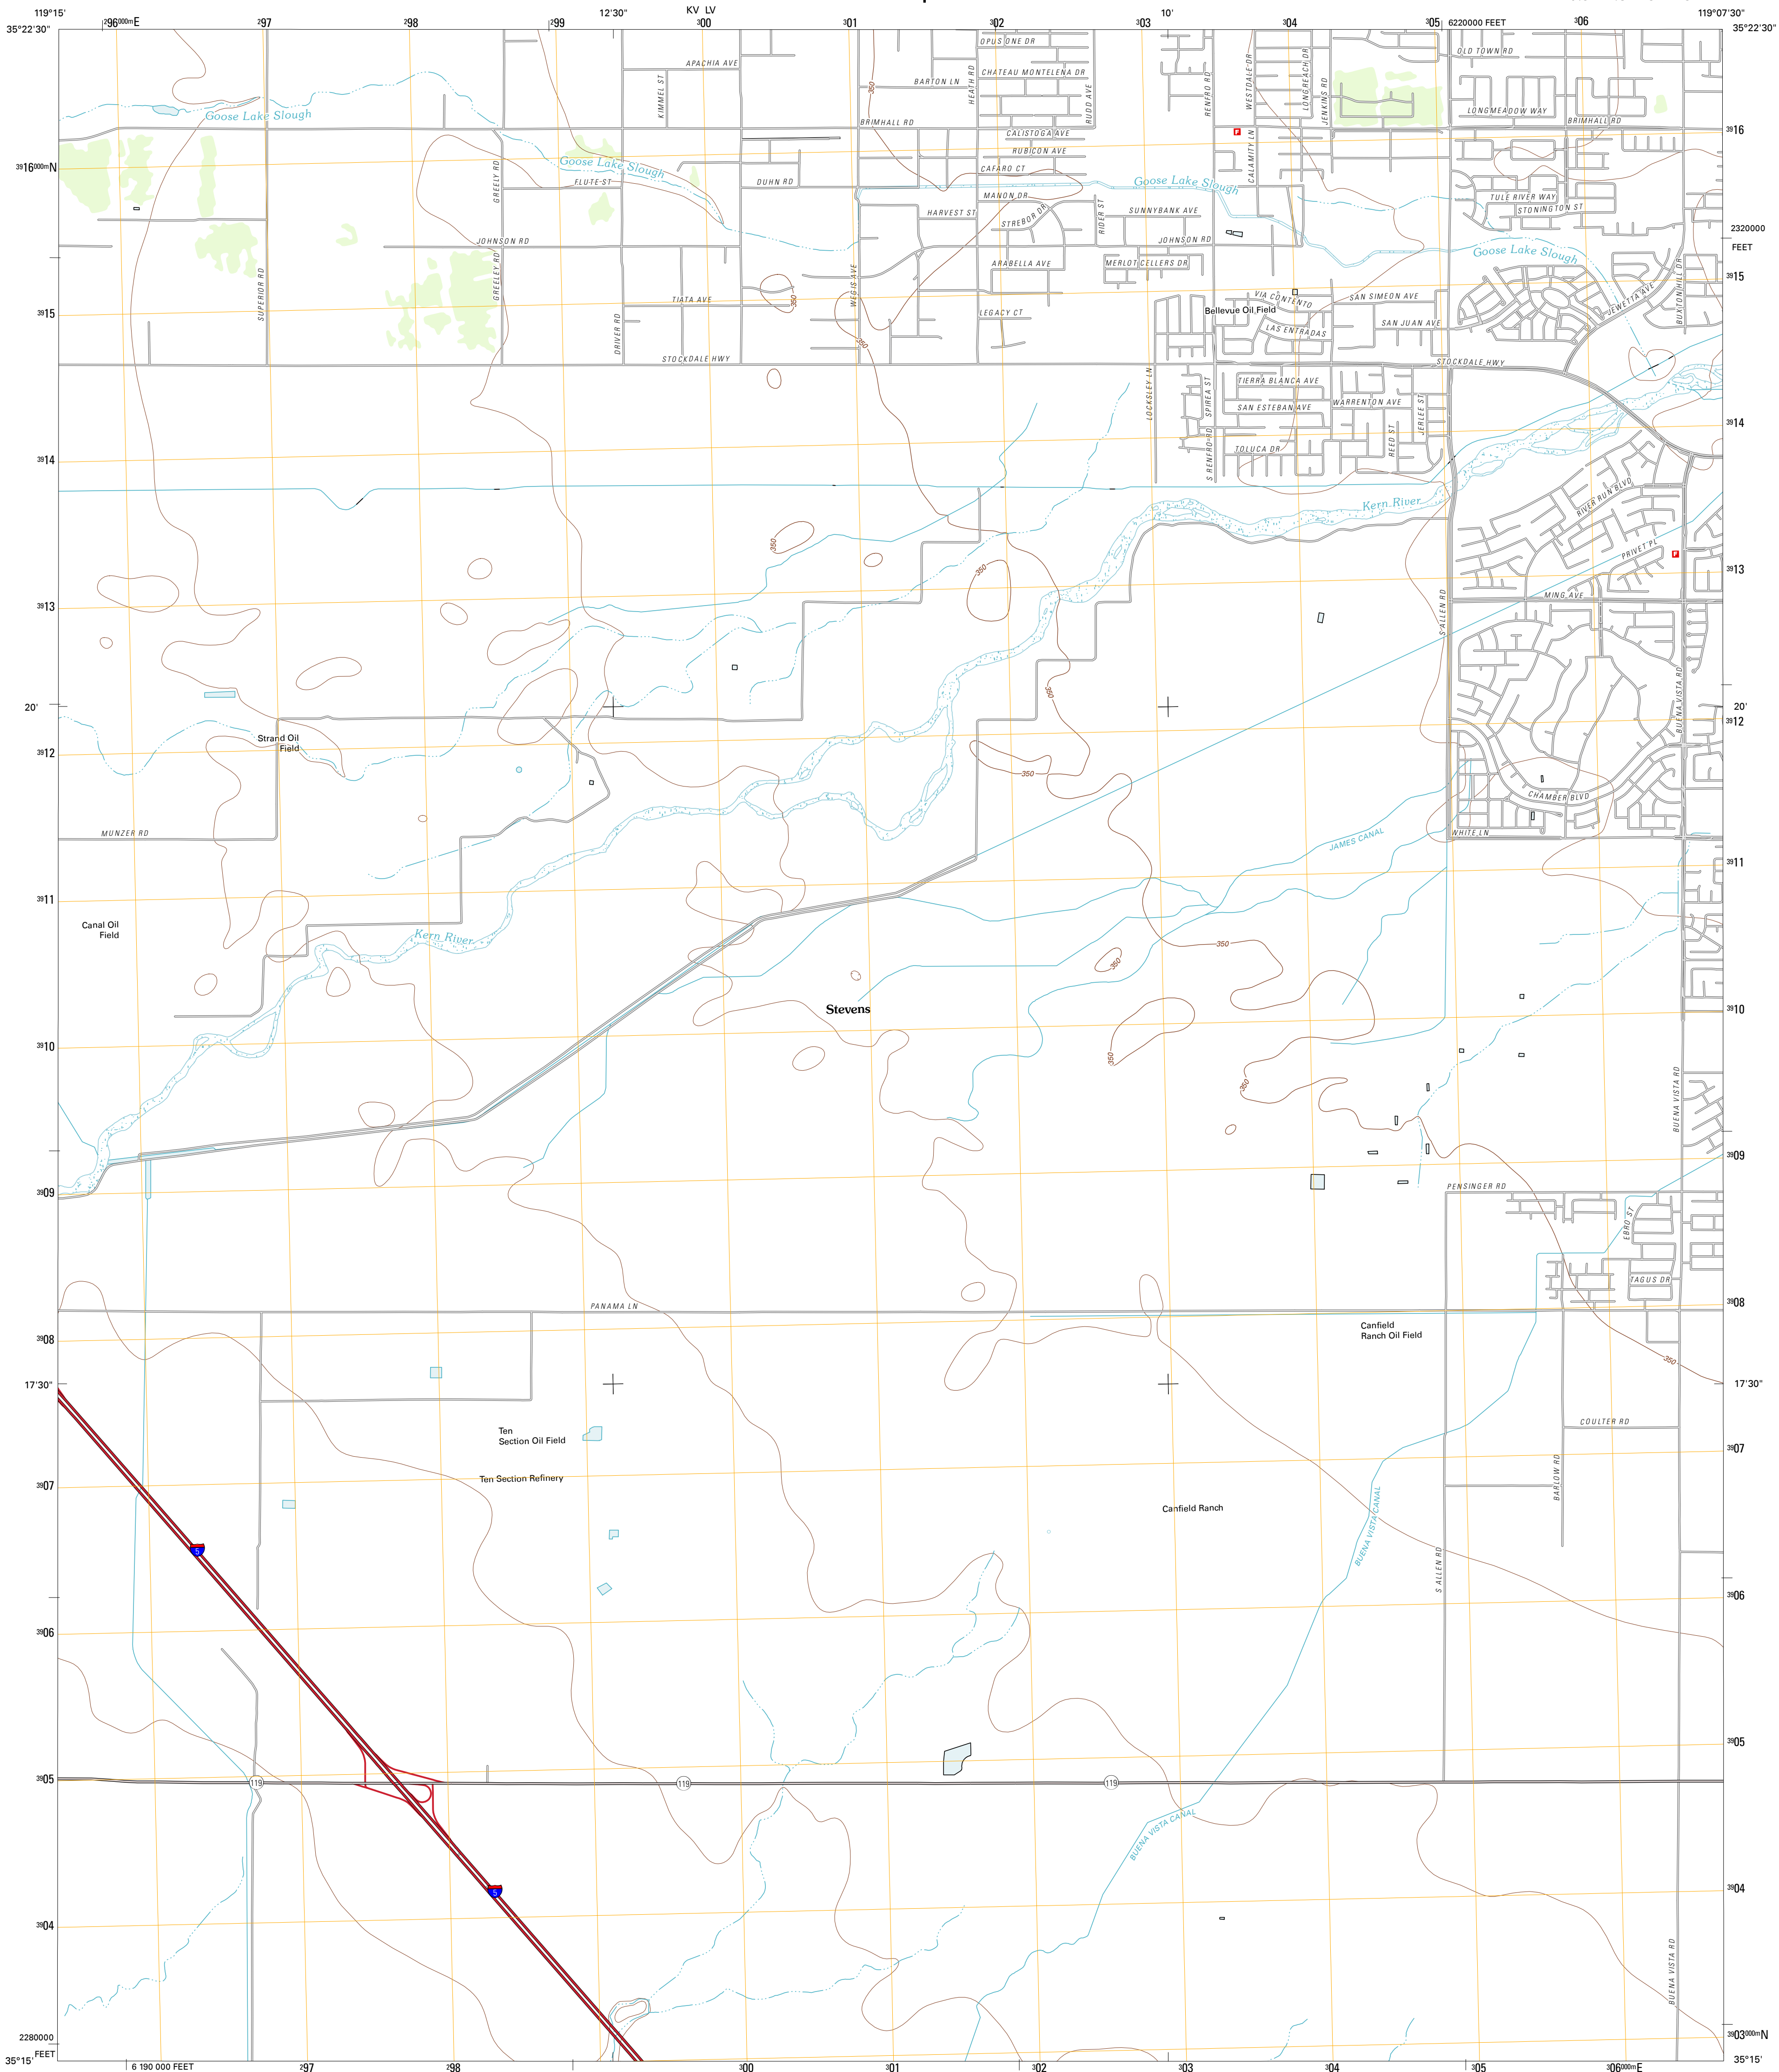 119°15'
²96⁰⁰⁰ᵐE
²97
²98
²99
12'30"
KV LV
³00
³01
³02
³03
10'
³04
³05
6220000 FEET
³06
119°07'30"
35°22'30"
35°22'30"
OPUS ONE DR
OLD TOWN RD
APACHIA AVE
KIMMEL ST
BARTON LN
HEATH RD
CHATEAU MONTELENA DR
RUDD AVE
RENFRO RD
WESTDALE DR
LONGREACH DR
JENKINS RD
350
LONGMEADOW WAY
Goose Lake Slough
BRIMHALL RD
CALISTOGA AVE
F
CALAMITY LN
BRIMHALL RD
³⁹16
³⁹16⁰⁰⁰ᵐN
Goose Lake Slough
RUBICON AVE
CAFARO CT
GREELY RD
FLUTE ST
DUHN RD
Goose Lake Slough
MANON DR
TULE RIVER WAY
STONINGTON ST
HARVEST ST
STREBOR DR
RIDER ST
SUNNYBANK AVE
2320000
FEET
JOHNSON RD
JOHNSON RD
Goose Lake Slough
GREELEY RD
ARABELLA AVE
MERLOT CELLERS DR
³⁹15
SUPERIOR RD
WEGIS AVE
BUXTON HILL DR
350
TIATA AVE
VIA CONTENTO
SAN SIMEON AVE
JEWETTA AVE
³⁹15
DRIVER RD
LEGACY CT
Bellevue Oil Field
LAS ENTRADAS
SAN JUAN AVE
350
STOCKDALE HWY
STOCKDALE HWY
LOCKSLEY LN
SPIREA ST
TIERRA BLANCA AVE
SAN ESTEBAN AVE
WARRENTON AVE
JERLEE ST
REED ST
³⁹14
S RENFRO RD
TOLUCA DR
³⁹14
Kern River
RIVER RUN BLVD
350
PRIVET PL
F
350
³⁹13
³⁹13
S ALLEN RD
MING AVE
350
BUENA VISTA RD
20'
20'
³⁹12
Strand Oil
Field
³⁹12
350
CHAMBER BLVD
MUNZER RD
JAMES CANAL
WHITE LN
³⁹11
³⁹11
Canal Oil
Field
Kern River
350
350
Stevens
³⁹10
³⁹10
350
350
BUENA VISTA RD
³⁹09
³⁹09
PENSINGER RD
EBRO ST
TAGUS DR
PANAMA LN
³⁹08
³⁹08
Canfield
Ranch Oil Field
350
17'30"
17'30"
COULTER RD
Ten
Section Oil Field
³⁹07
³⁹07
Ten Section Refinery
BARLOW RD
Canfield Ranch
BUENA VISTA CANAL
5
S ALLEN RD
³⁹06
³⁹06
³⁹05
³⁹05
119
119
119
BUENA VISTA CANAL
5
³⁹04
³⁹04
BUENA VISTA RD
2280000
FEET
³⁹03⁰⁰⁰ᵐN
35°15'
35°15'
6 190 000 FEET
²97
²98
³00
³01
³02
³03
³04
³05
³06⁰⁰⁰ᵐE